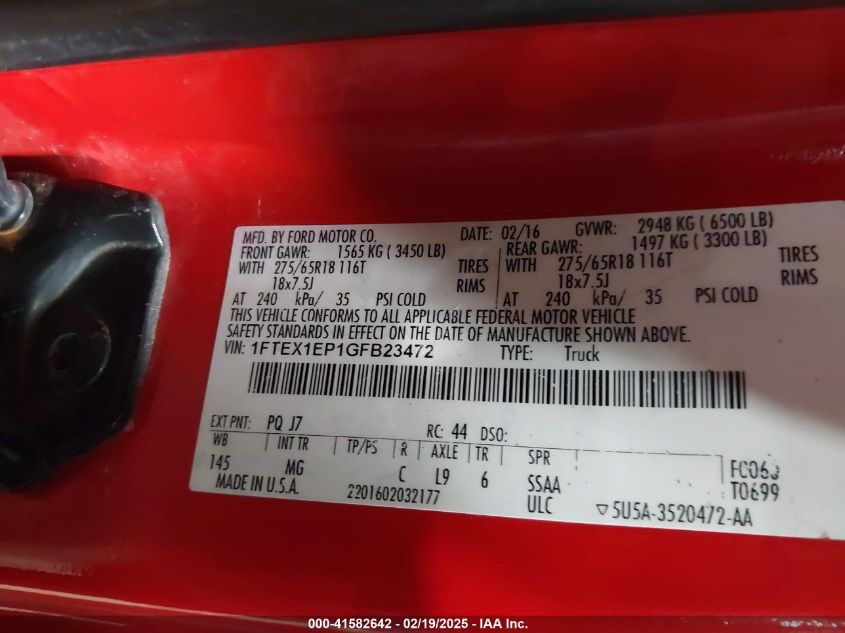 MFD. BY FORD MOTOR CO. DATE: 02/16 GVWR: 2948 KG ( 6500 LB)
FRONT GAWR: 1565 KG ( 3450 LB) REAR GAWR: 1497 KG ( 3300 LB)
WITH 275/65R18 116T TIRES WITH 275/65R18 116T TIRES
18x7.5J RIMS 18x7.5J RIMS
AT 240 kPa/ 35 PSI COLD AT 240 kPa/ 35 PSI COLD
THIS VEHICLE CONFORMS TO ALL APPLICABLE FEDERAL MOTOR VEHICLE
SAFETY STANDARDS IN EFFECT ON THE DATE OF MANUFACTURE SHOWN ABOVE.
VIN: 1FTEX1EP1GFB23472 TYPE: Truck
EXT PNT: PQ J7 RC: 44 DSO:
WB INT TR TP/PS R AXLE TR SPR
145 MG C L9 6 SSAA
MADE IN U.S.A. 2201602032177 ULC
T0699
▽5U5A-3520472-AA
000-41582642 - 02/19/2025 - IAA Inc.